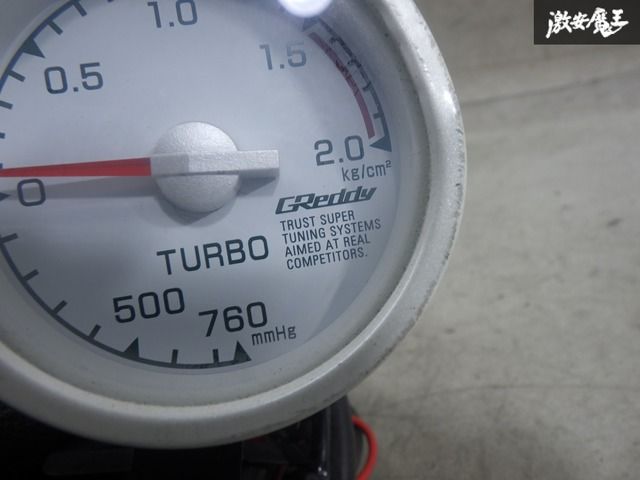 激安魔王
1.0
0.5
1.5
2.0
kg/cm²
0
GReddy
TRUST SUPER
TUNING SYSTEMS
AIMED AT REAL
COMPETITORS.
TURBO
500
760
mmHg